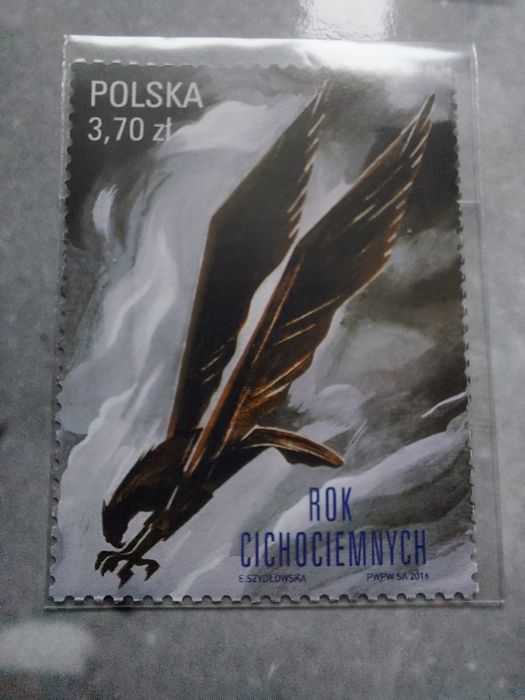 POLSKA
3,70 zł
ROK
CICHOCIEMNYCH
E.SZYDŁOWSKA PWPW SA 2016